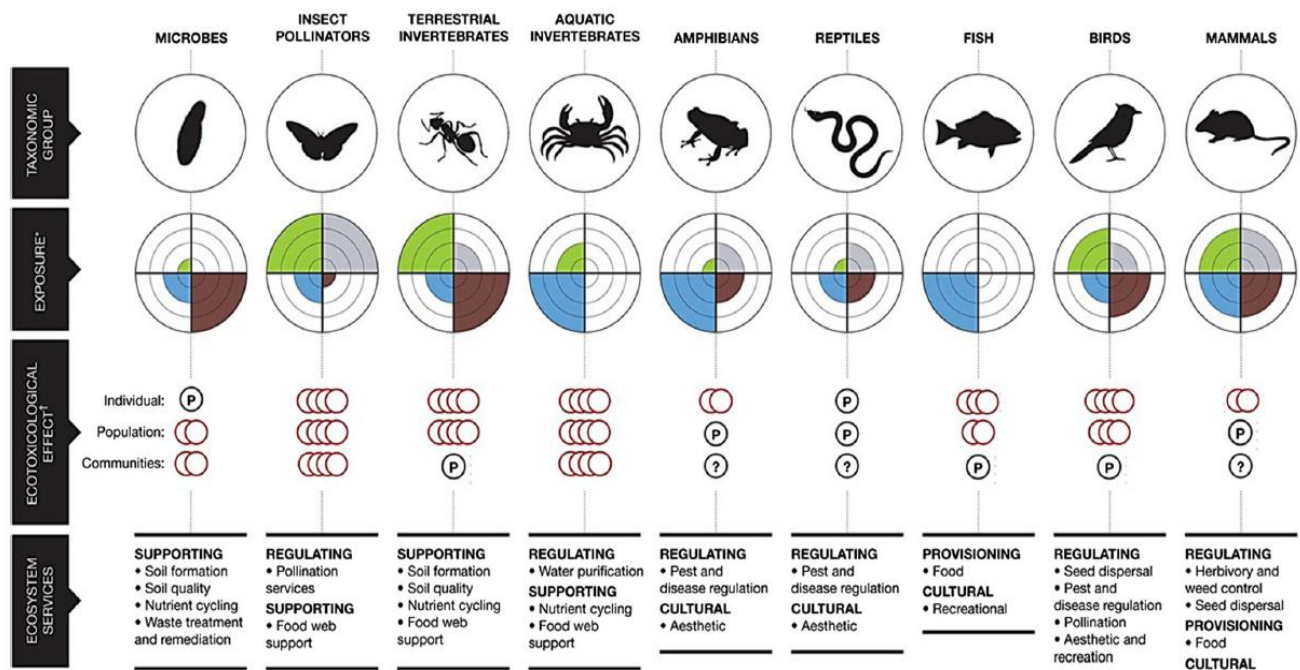 MICROBES
INSECT
POLLINATORS
TERRESTRIAL
INVERTEBRATES
AQUATIC
INVERTEBRATES
AMPHIBIANS
REPTILES
FISH
BIRDS
MAMMALS
TAXONOMIC
GROUP
EXPOSURE*
ECOTOXICOLOGICAL
EFFECT†
Individual:
P
P
Population:
P
P
P
Communities:
P
?
?
P
P
?
ECOSYSTEM
SERVICES
SUPPORTING
• Soil formation
• Soil quality
• Nutrient cycling
• Waste treatment
and remediation
REGULATING
• Pollination
services
SUPPORTING
• Food web
support
SUPPORTING
• Soil formation
• Soil quality
• Nutrient cycling
• Food web
support
REGULATING
• Water purification
SUPPORTING
• Nutrient cycling
• Food web
support
REGULATING
• Pest and
disease regulation
CULTURAL
• Aesthetic
REGULATING
• Pest and
disease regulation
CULTURAL
• Aesthetic
PROVISIONING
• Food
CULTURAL
• Recreational
REGULATING
• Seed dispersal
• Pest and
disease regulation
• Pollination
• Aesthetic and
recreation
REGULATING
• Herbivory and
weed control
• Seed dispersal
PROVISIONING
• Food
CULTURAL